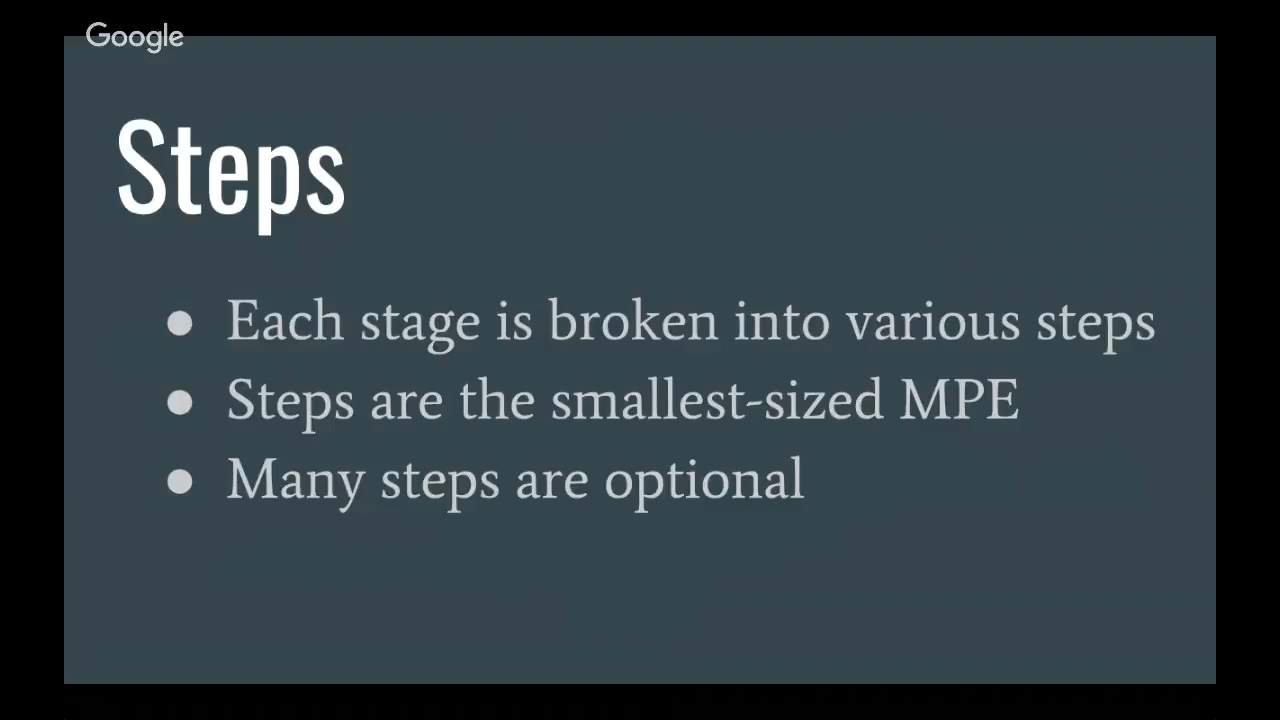 Google
Steps
● Each stage is broken into various steps
● Steps are the smallest-sized MPE
● Many steps are optional